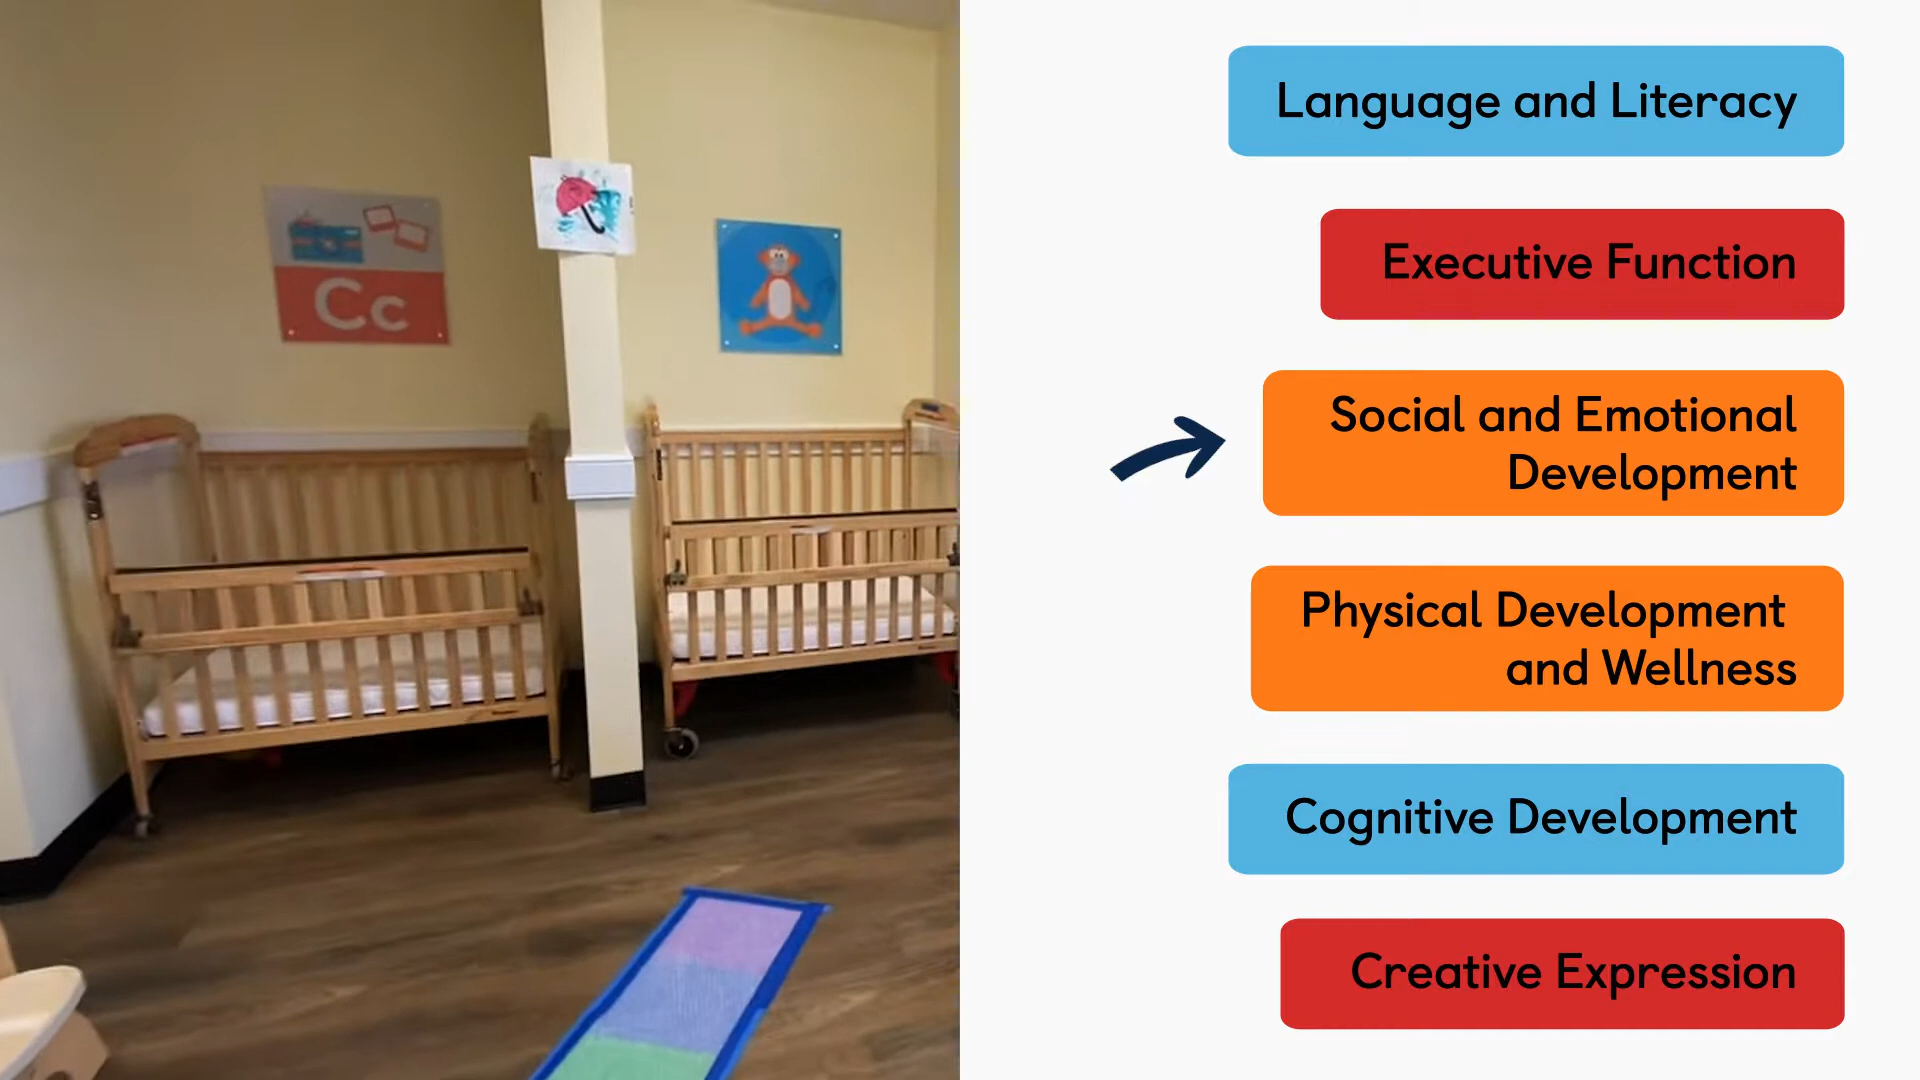 Cc
Language and Literacy
Executive Function
Social and Emotional
Development
Physical Development
and Wellness
Cognitive Development
Creative Expression